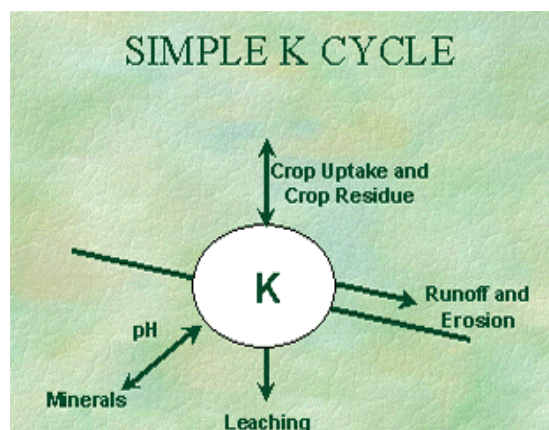 SIMPLE K CYCLE
Crop Uptake and
Crop Residue
K
Runoff and
Erosion
pH
Minerals
Leaching